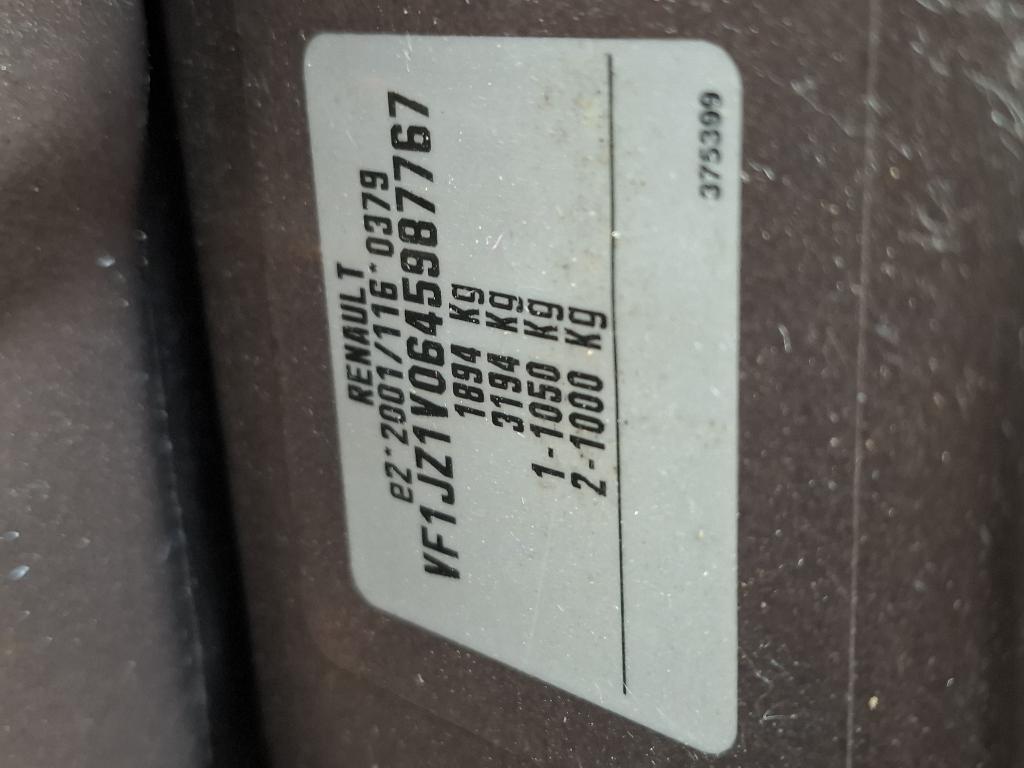 RENAULT
e2*2001/116*0379
VF1JZ1V0645987767
1894 Kg
3194 Kg
1-1050 Kg
2-1000 Kg
375399